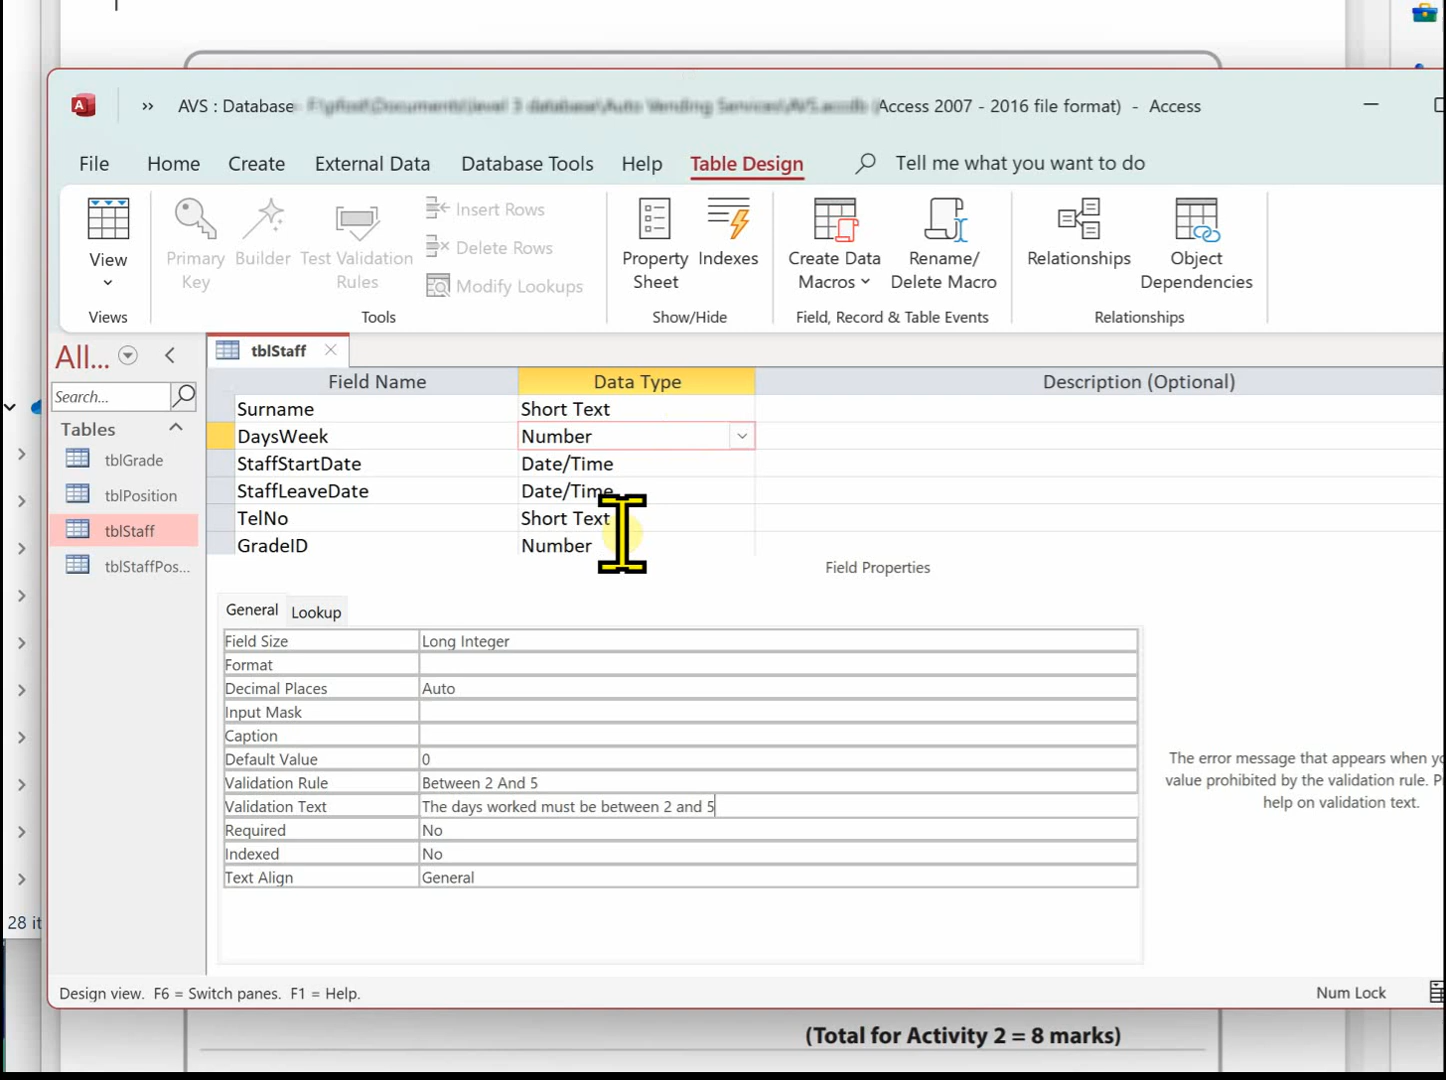 AVS : Database
Access 2007 - 2016 file format) - Access
File Home Create External Data Database Tools Help Table Design Tell me what you want to do
View
Primary Key
Builder
Test Validation Rules
Insert Rows
Delete Rows
Modify Lookups
Property Sheet
Indexes
Create Data Macros
Rename/ Delete Macro
Relationships
Object Dependencies
Views Tools Show/Hide Field, Record & Table Events Relationships
All...
Search...
Tables
tblGrade
tblPosition
tblStaff
tblStaffPos...
28 it
tblStaff
Field Name Data Type Description (Optional)
Surname Short Text
DaysWeek Number
StaffStartDate Date/Time
StaffLeaveDate Date/Time
TelNo Short Text
GradeID Number
Field Properties
General Lookup
Field Size Long Integer
Format
Decimal Places Auto
Input Mask
Caption
Default Value 0
Validation Rule Between 2 And 5
Validation Text The days worked must be between 2 and 5
Required No
Indexed No
Text Align General
The error message that appears when
value prohibited by the validation rule.
help on validation text.
Design view. F6 = Switch panes. F1 = Help.
Num Lock
(Total for Activity 2 = 8 marks)